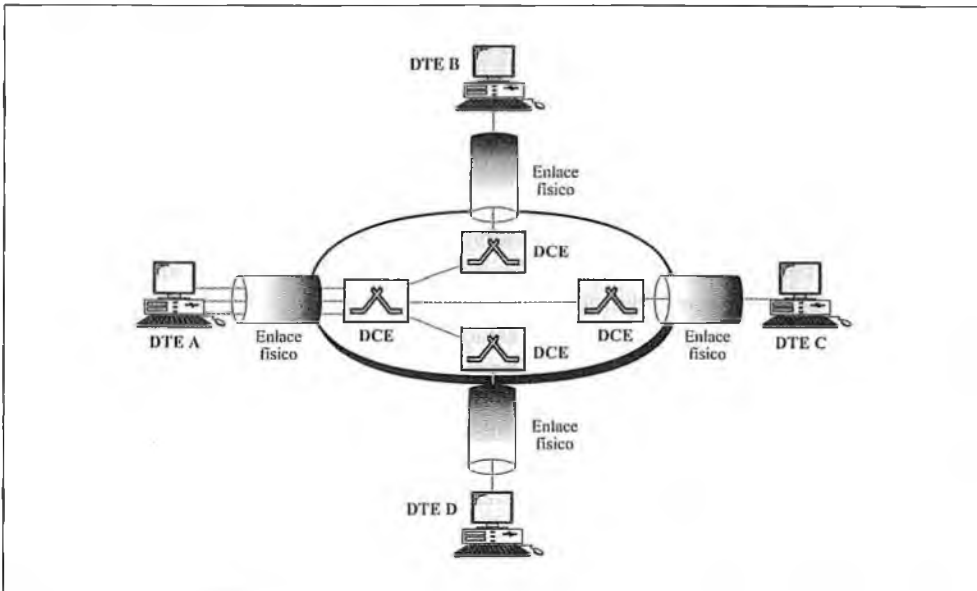 DTE B
Enlace
físico
DCE
DTE A
Enlace
físico
DCE
DCE
DCE
Enlace
físico
DTE C
Enlace
físico
DTE D